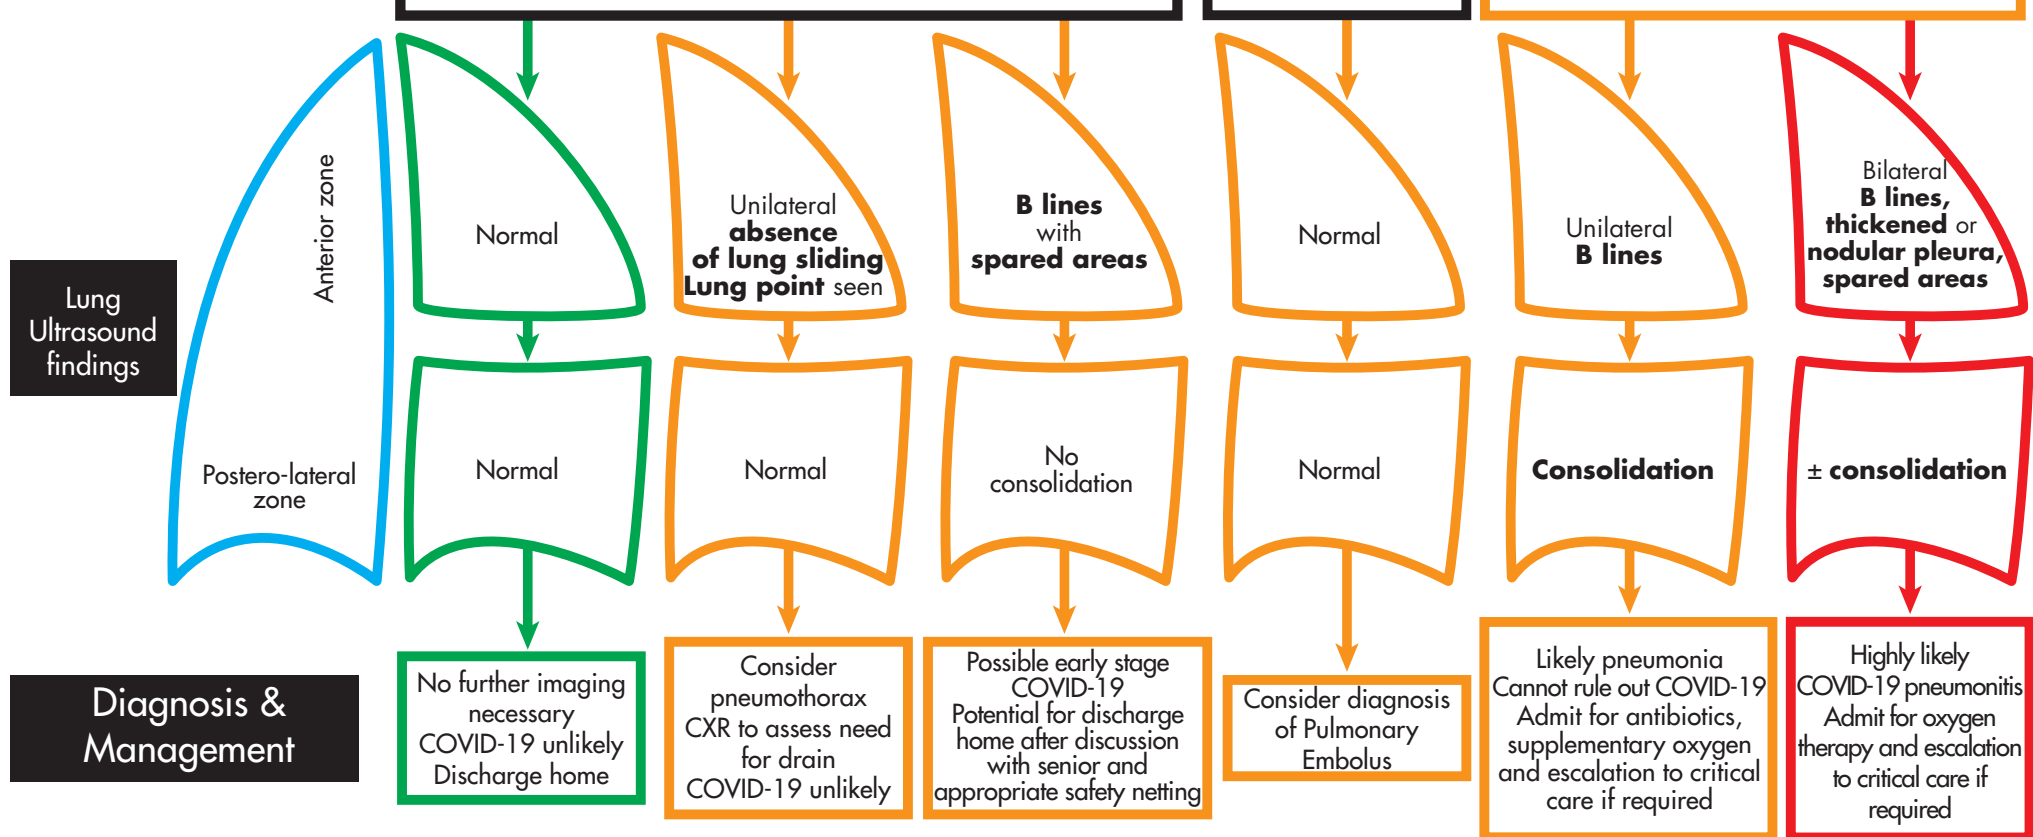 Lung
Ultrasound
findings
Anterior zone
Postero-lateral
zone
Normal
Unilateral
absence
of lung sliding
Lung point seen
B lines
with
spared areas
Normal
Unilateral
B lines
Bilateral
B lines,
thickened or
nodular pleura,
spared areas
Normal
Normal
No
consolidation
Normal
Consolidation
± consolidation
Diagnosis &
Management
No further imaging
necessary
COVID-19 unlikely
Discharge home
Consider
pneumothorax
CXR to assess need
for drain
COVID-19 unlikely
Possible early stage
COVID-19
Potential for discharge
home after discussion
with senior and
appropriate safety netting
Consider diagnosis
of Pulmonary
Embolus
Likely pneumonia
Cannot rule out COVID-19
Admit for antibiotics,
supplementary oxygen
and escalation to critical
care if required
Highly likely
COVID-19 pneumonitis
Admit for oxygen
therapy and escalation
to critical care if
required